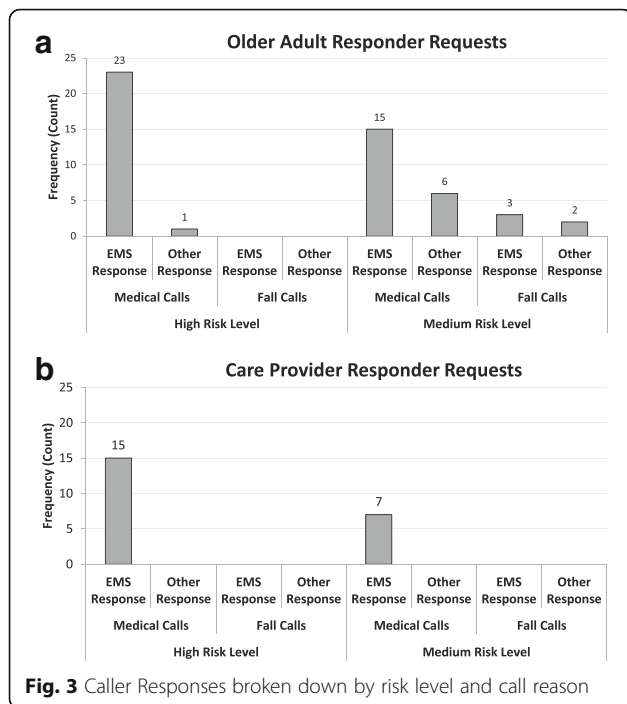 a
Older Adult Responder Requests
Frequency (Count)
25
20
15
10
5
0
23
1
15
6
3
2
EMS Response Other Response EMS Response Other Response EMS Response Other Response EMS Response Other Response
Medical Calls Fall Calls Medical Calls Fall Calls
High Risk Level Medium Risk Level
b
Care Provider Responder Requests
Frequency (Count)
25
20
15
10
5
0
15
7
EMS Response Other Response EMS Response Other Response EMS Response Other Response EMS Response Other Response
Medical Calls Fall Calls Medical Calls Fall Calls
High Risk Level Medium Risk Level
Fig. 3 Caller Responses broken down by risk level and call reason